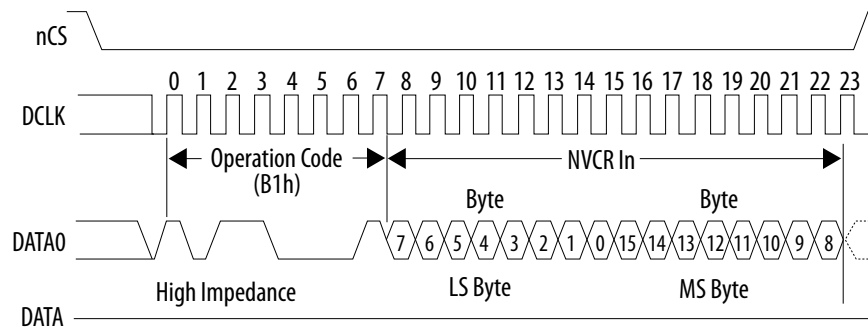 nCS
0 1 2 3 4 5 6 7 8 9 10 11 12 13 14 15 16 17 18 19 20 21 22 23
DCLK
Operation Code
(B1h)
NVCR In
Byte Byte
DATA0 7 6 5 4 3 2 1 0 15 14 13 12 11 10 9 8
High Impedance LS Byte MS Byte
DATA